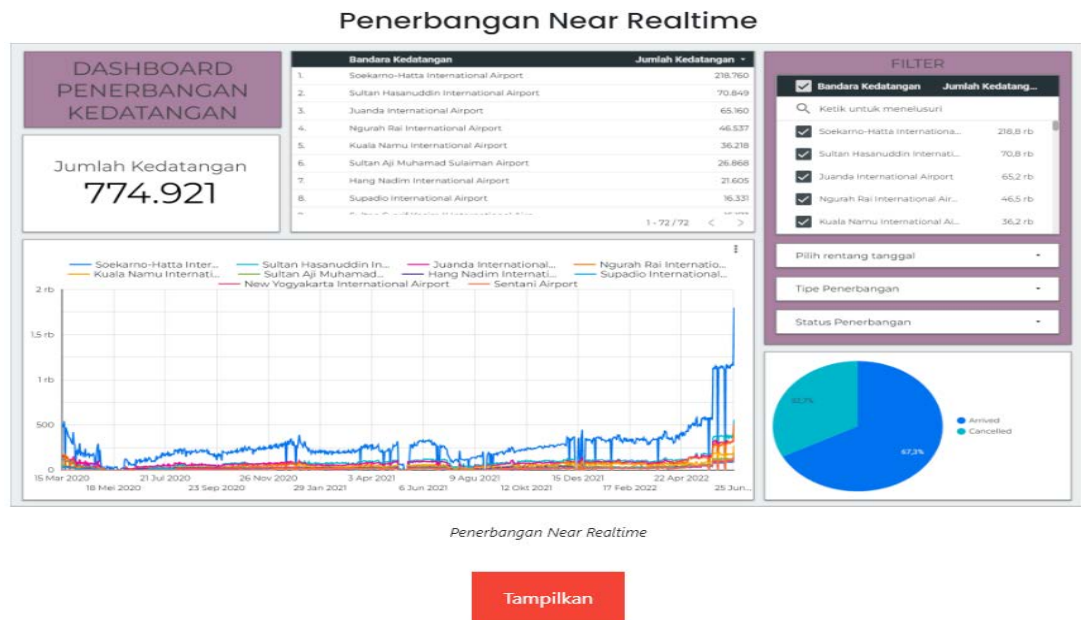 Penerbangan Near Realtime
DASHBOARD
PENERBANGAN
KEDATANGAN
Jumlah Kedatangan
774.921
Bandara Kedatangan Jumlah Kedatangan
1. Soekarno-Hatta International Airport 218.760
2. Sultan Hasanuddin International Airport 70.849
3. Juanda International Airport 65.160
4. Ngurah Rai International Airport 46.537
5. Kuala Namu International Airport 36.218
6. Sultan Aji Muhamad Sulaiman Airport 26.868
7. Hang Nadim International Airport 21.605
8. Supadio International Airport 16.331
1 - 72 / 72 < >
FILTER
Bandara Kedatangan Jumlah Kedatang...
Ketik untuk menelusuri
Soekarno-Hatta Internationa... 218,8 rb
Sultan Hasanuddin Internati... 70,8 rb
Juanda International Airport 65,2 rb
Ngurah Rai International Air... 46,5 rb
Kuala Namu International Ai... 36,2 rb
Pilih rentang tanggal
Tipe Penerbangan
Status Penerbangan
Soekarno-Hatta Inter... Sultan Hasanuddin In... Juanda International... Ngurah Rai Internatio...
Kuala Namu Internati... Sultan Aji Muhamad... Hang Nadim Internati... Supadio International...
New Yogyakarta International Airport Sentani Airport
2 rb
1,5 rb
1 rb
500
0
15 Mar 2020 21 Jul 2020 26 Nov 2020 3 Apr 2021 9 Agu 2021 15 Des 2021 22 Apr 2022
18 Mei 2020 23 Sep 2020 29 Jan 2021 6 Jun 2021 12 Okt 2021 17 Feb 2022 25 Jun...
32,7%
67,3%
Arrived
Cancelled
Penerbangan Near Realtime
Tampilkan